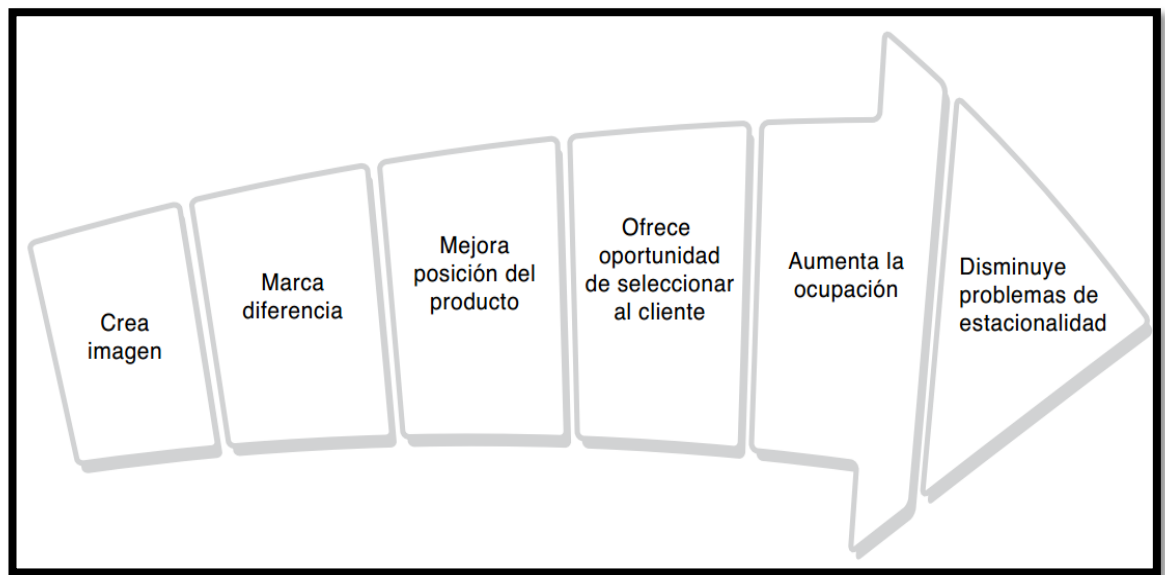 Crea
imagen
Marca
diferencia
Mejora
posición del
producto
Ofrece
oportunidad
de seleccionar
al cliente
Aumenta la
ocupación
Disminuye
problemas de
estacionalidad